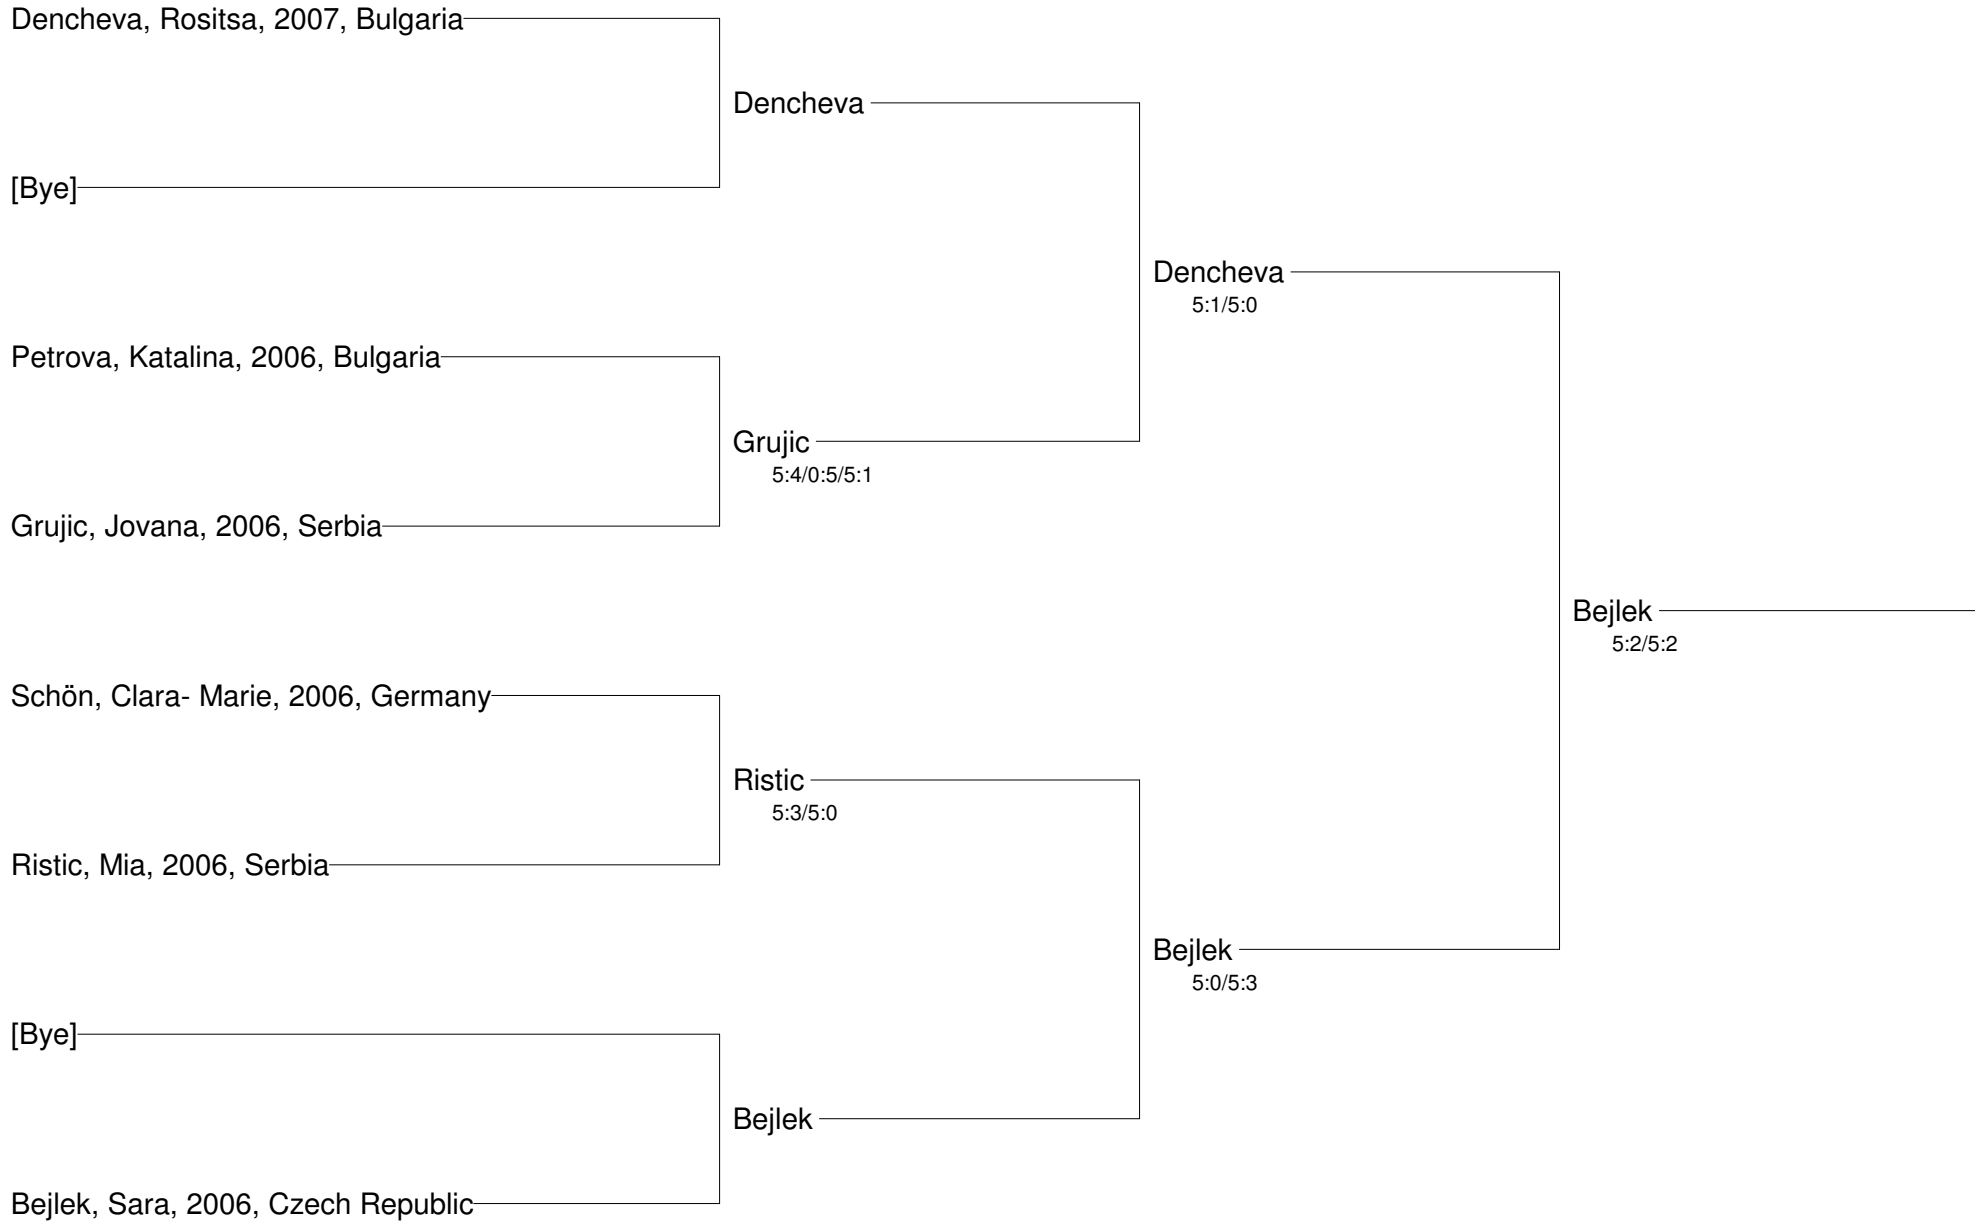 Dencheva, Rositsa, 2007, Bulgaria
Dencheva
[Bye]
Dencheva
5:1/5:0
Petrova, Katalina, 2006, Bulgaria
Grujic
5:4/0:5/5:1
Grujic, Jovana, 2006, Serbia
Bejlek
5:2/5:2
Schön, Clara- Marie, 2006, Germany
Ristic
5:3/5:0
Ristic, Mia, 2006, Serbia
Bejlek
5:0/5:3
[Bye]
Bejlek
Bejlek, Sara, 2006, Czech Republic